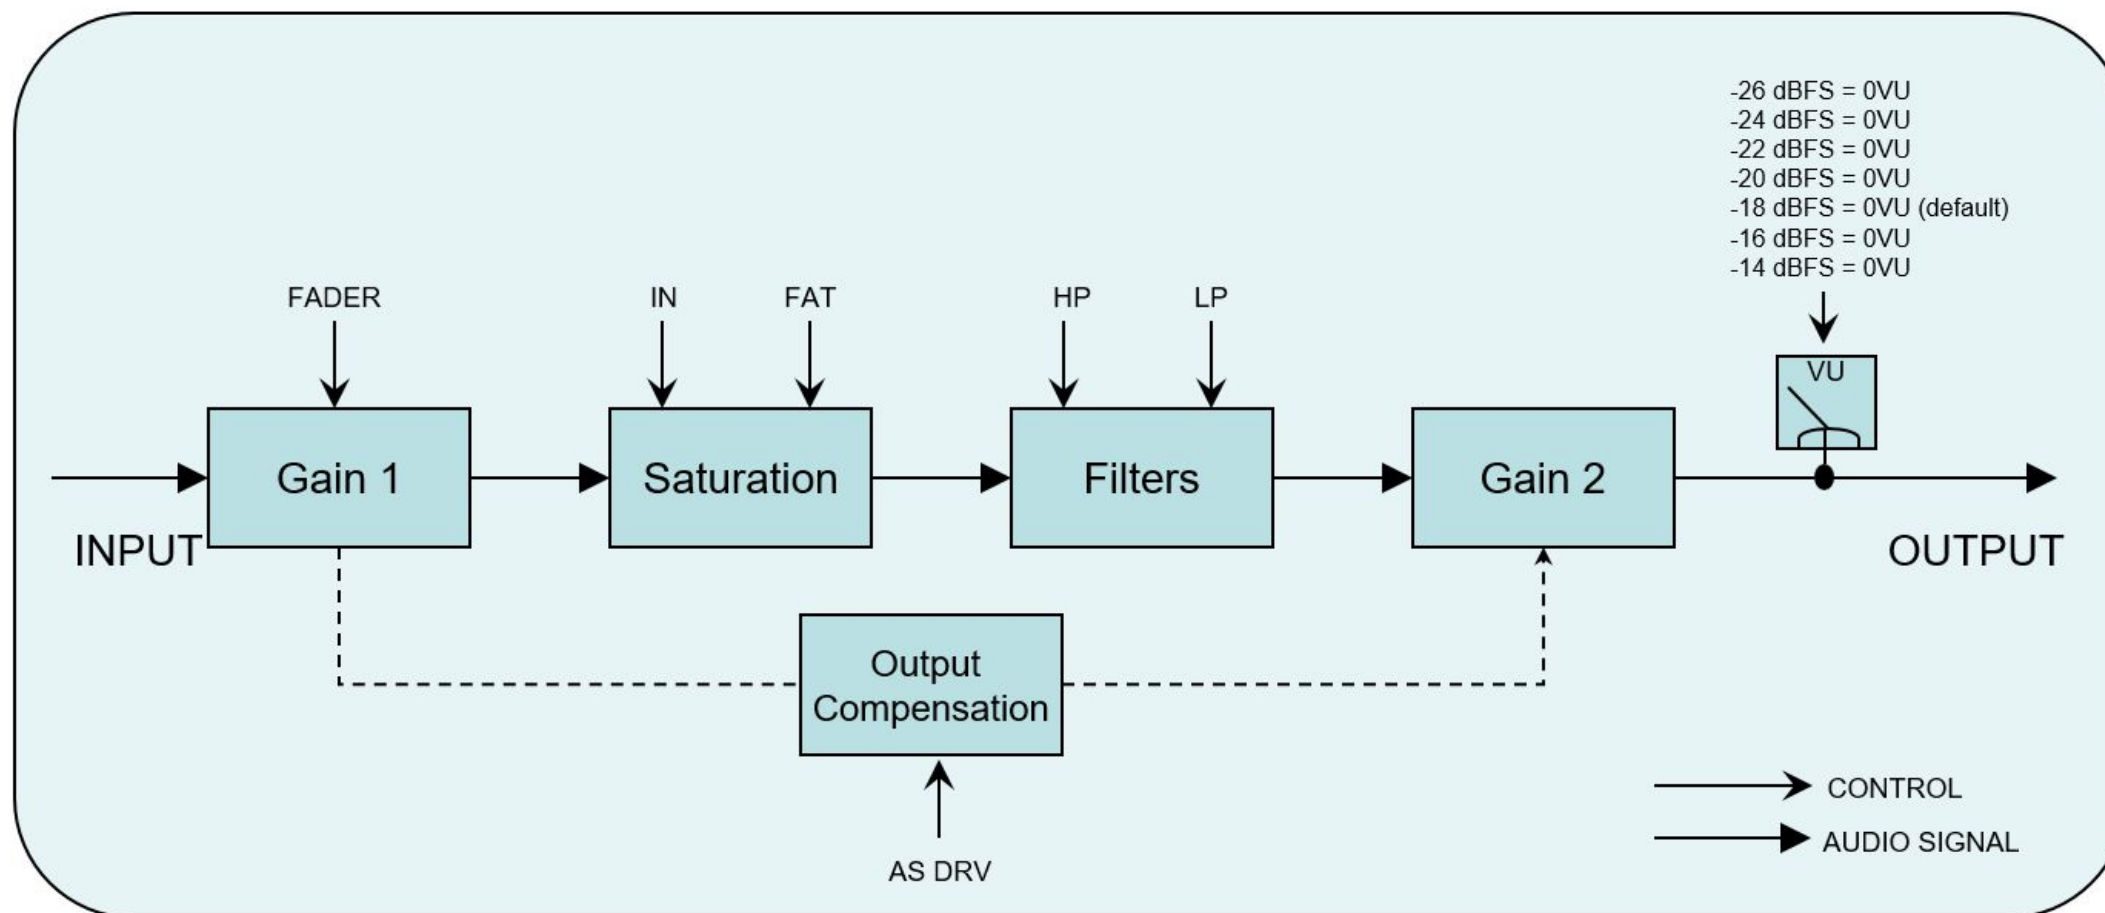 -26 dBFS = 0VU
-24 dBFS = 0VU
-22 dBFS = 0VU
-20 dBFS = 0VU
-18 dBFS = 0VU (default)
-16 dBFS = 0VU
-14 dBFS = 0VU
FADER
IN
FAT
HP
LP
VU
Gain 1
Saturation
Filters
Gain 2
INPUT
OUTPUT
Output
Compensation
AS DRV
CONTROL
AUDIO SIGNAL